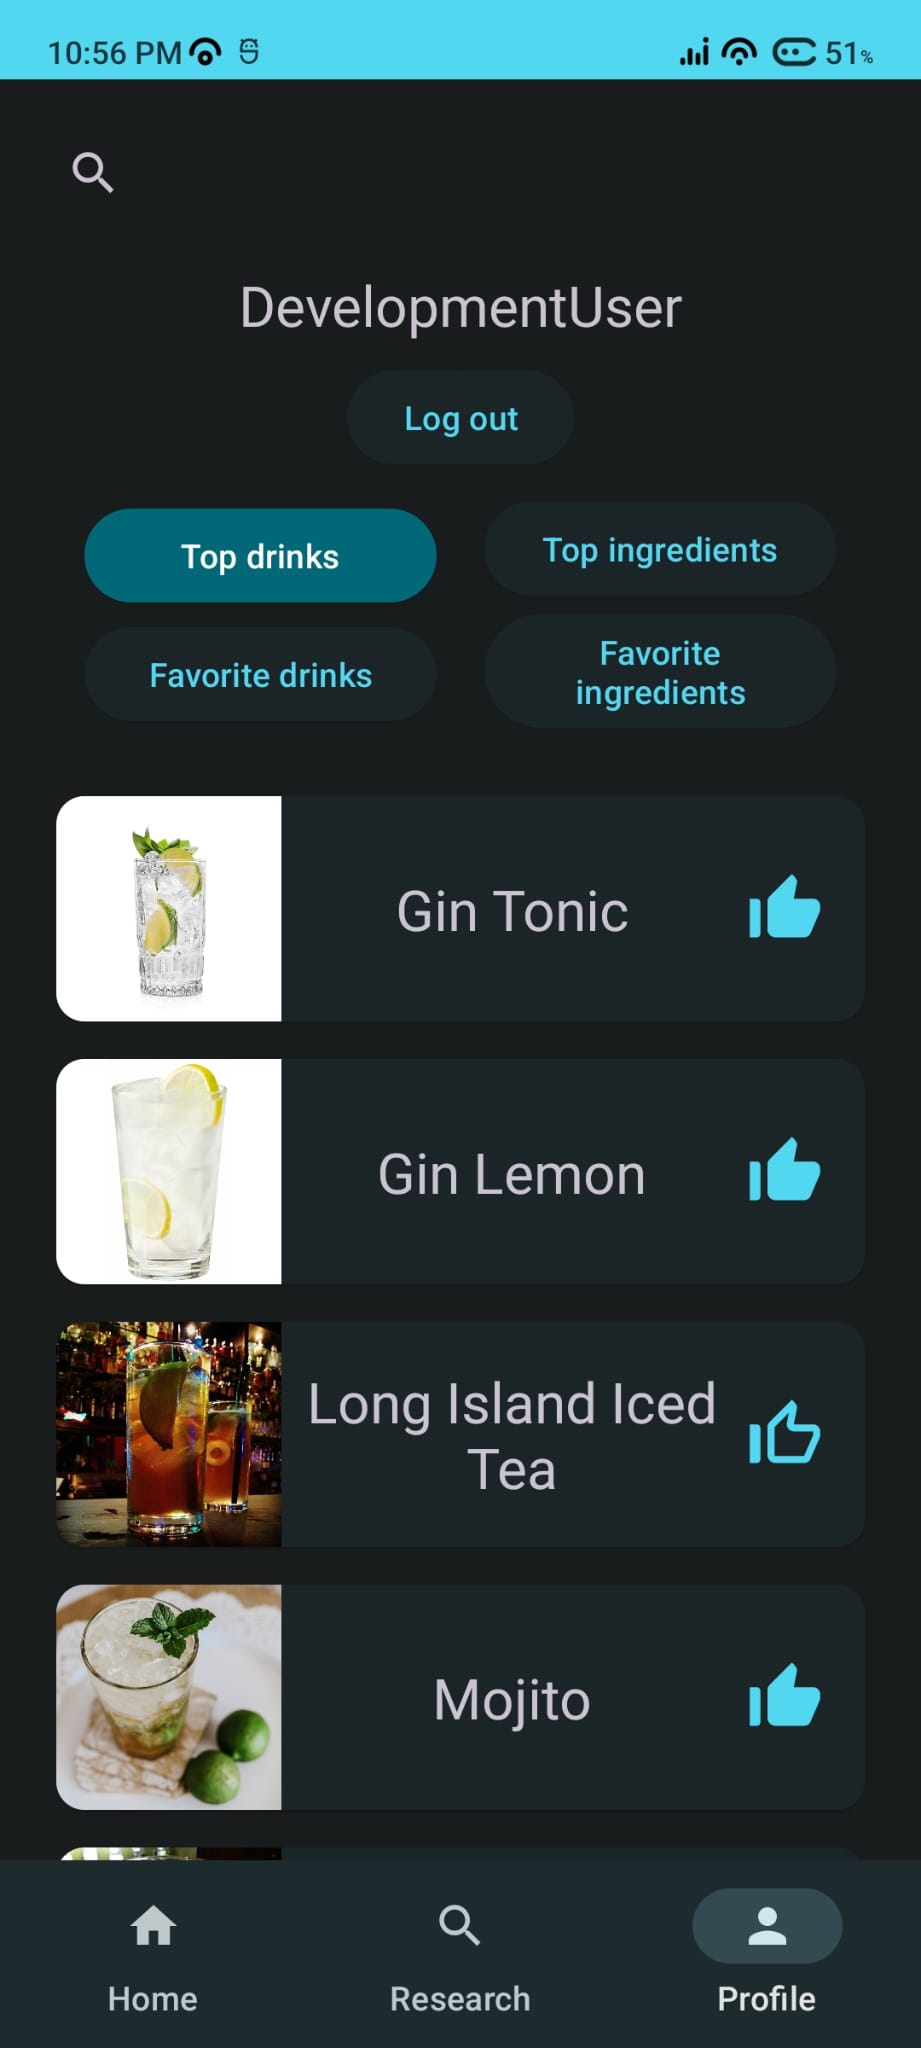 10:56 PM 51%
DevelopmentUser
Log out
Top drinks
Top ingredients
Favorite drinks
Favorite
ingredients
Gin Tonic
Gin Lemon
Long Island Iced
Tea
Mojito
Home
Research
Profile